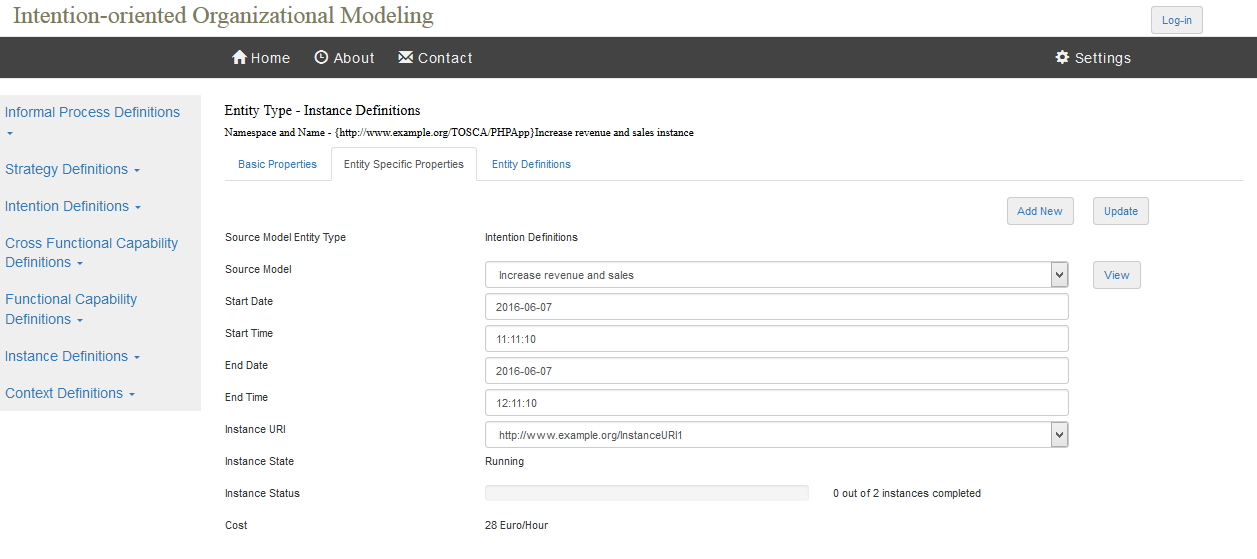 Intention-oriented Organizational Modeling
Log-in
Home About Contact Settings
Informal Process Definitions
Strategy Definitions
Intention Definitions
Cross Functional Capability
Definitions
Functional Capability
Definitions
Instance Definitions
Context Definitions
Entity Type - Instance Definitions
Namespace and Name - {http://www.example.org/TOSCA/PHPApp}Increase revenue and sales instance
Basic Properties Entity Specific Properties Entity Definitions
Add New Update
Source Model Entity Type Intention Definitions
Source Model Increase revenue and sales View
Start Date 2016-06-07
Start Time 11:11:10
End Date 2016-06-07
End Time 12:11:10
Instance URI http://www.example.org/InstanceURI1
Instance State Running
Instance Status 0 out of 2 instances completed
Cost 28 Euro/Hour